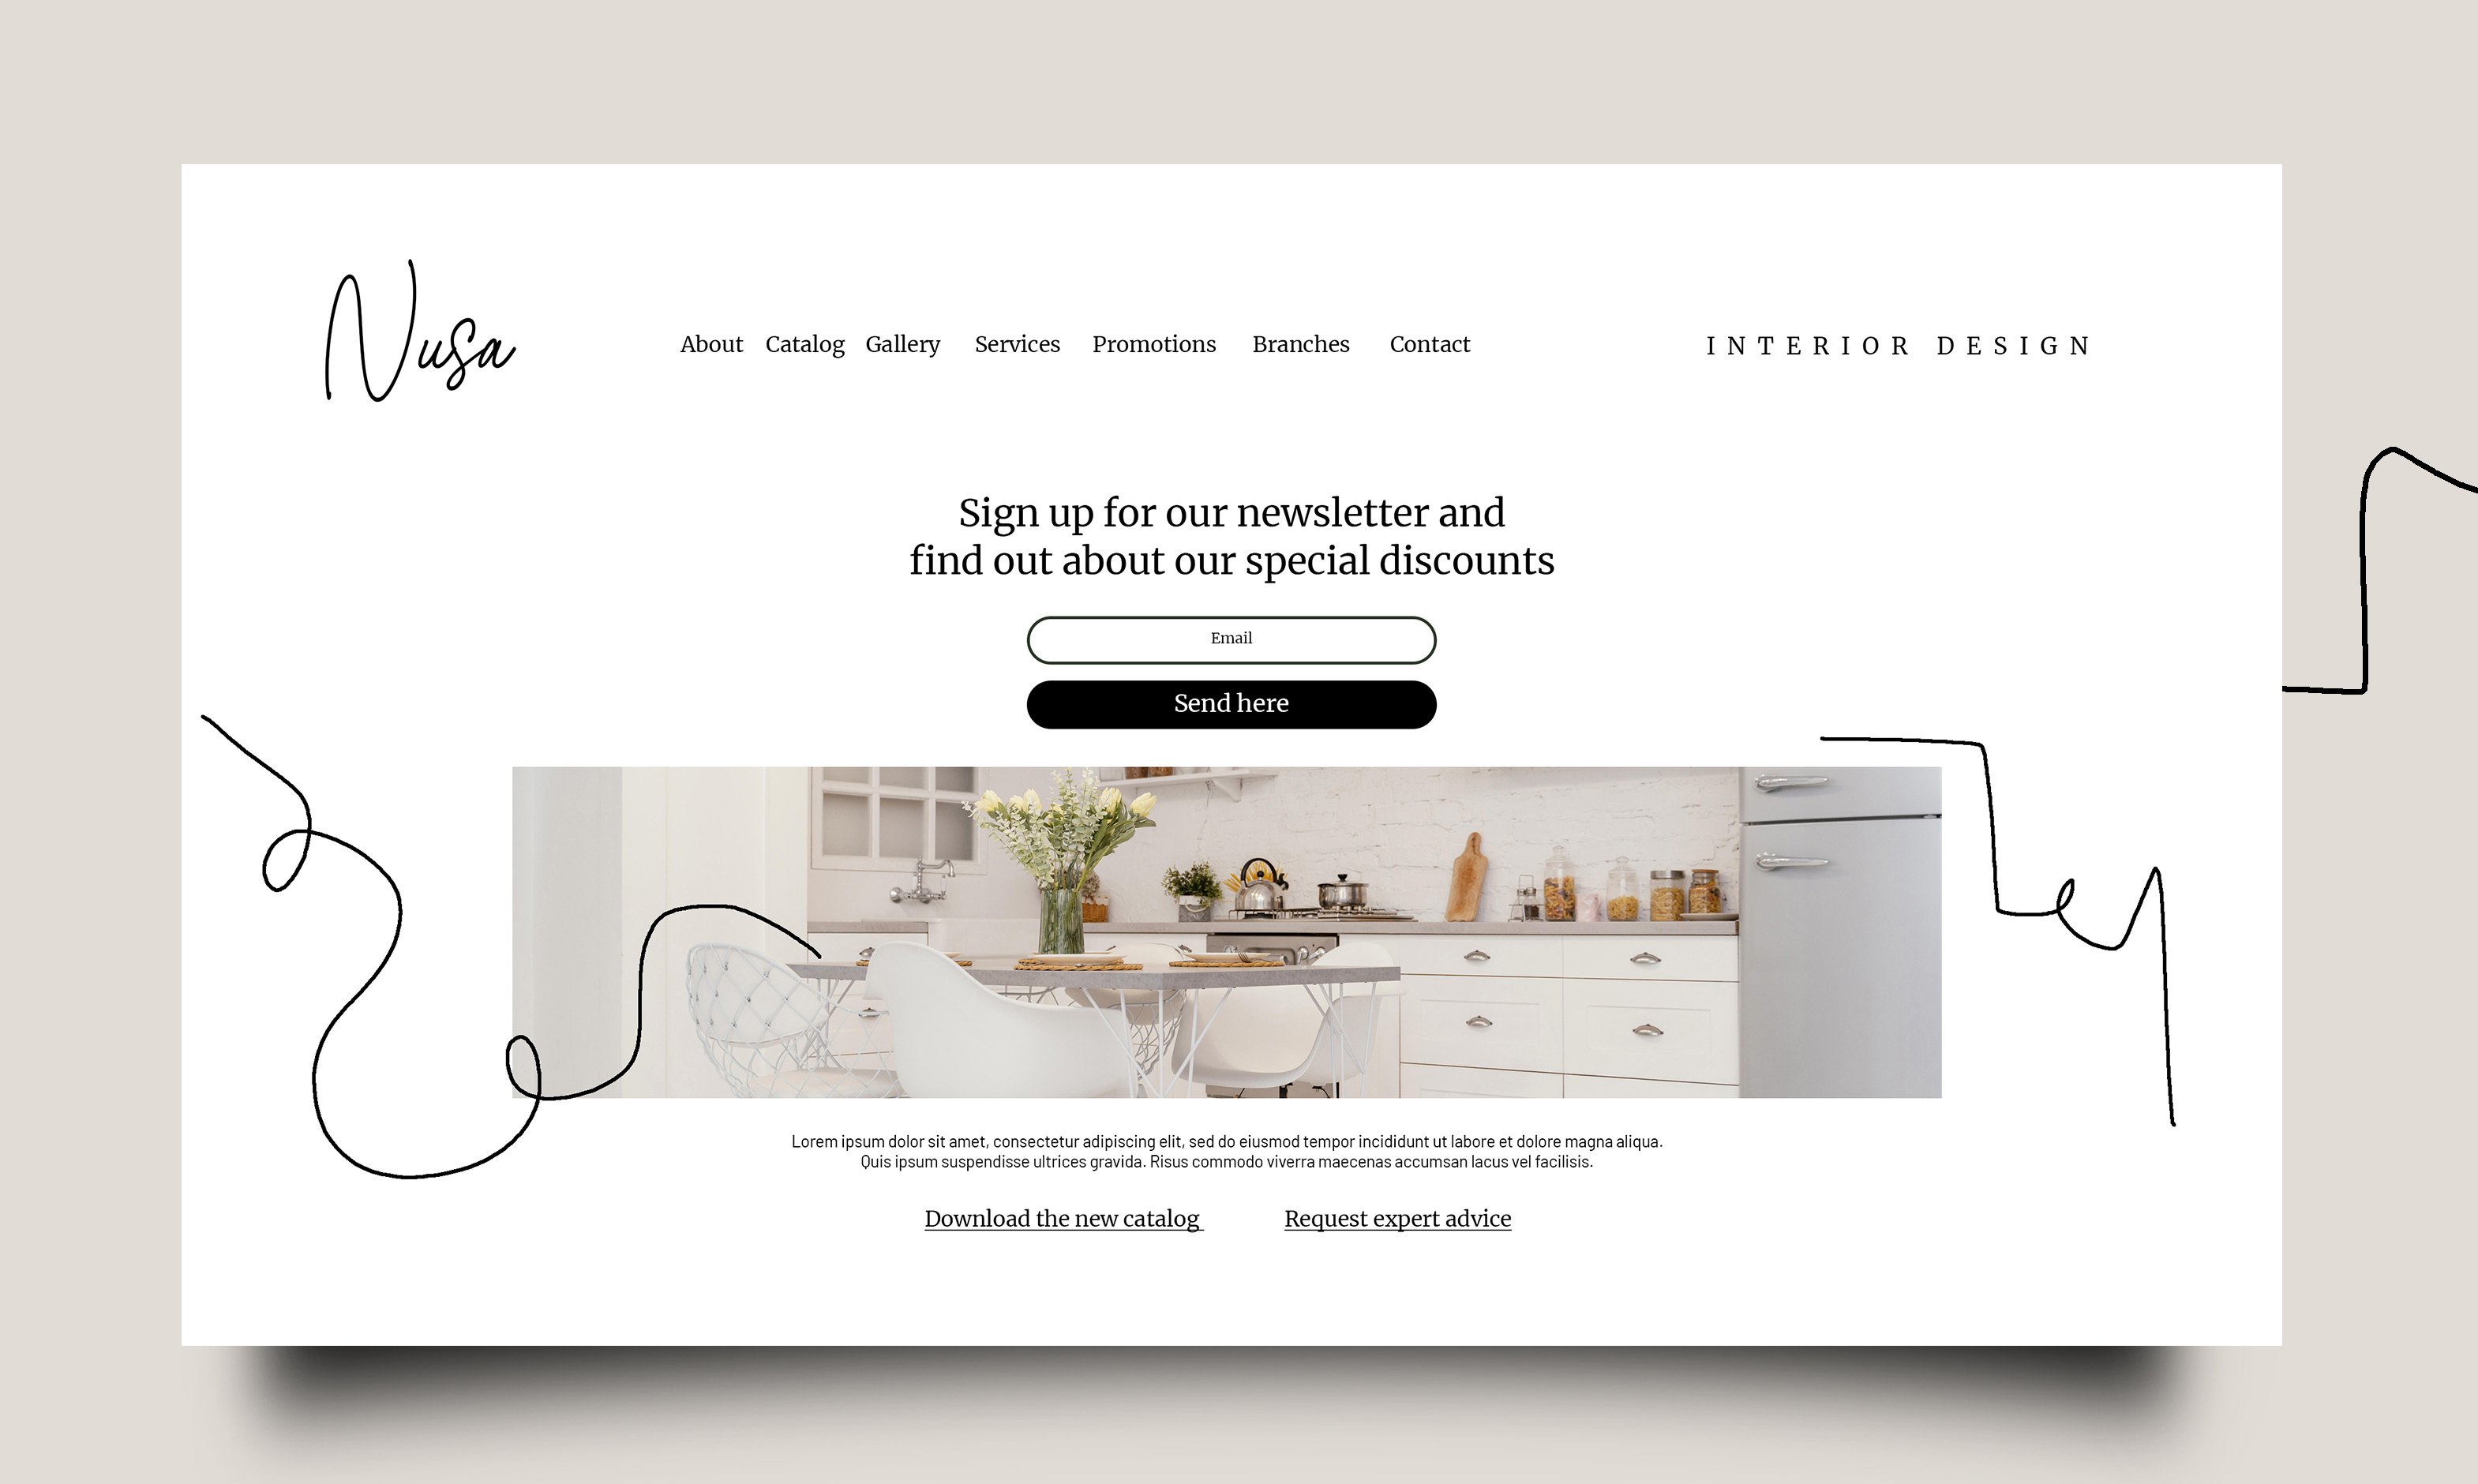 Nusa
About Catalog Gallery Services Promotions Branches Contact
INTERIOR DESIGN
Sign up for our newsletter and
find out about our special discounts
Email
Send here
Lorem ipsum dolor sit amet, consectetur adipiscing elit, sed do eiusmod tempor incididunt ut labore et dolore magna aliqua.
Quis ipsum suspendisse ultrices gravida. Risus commodo viverra maecenas accumsan lacus vel facilisis.
Download the new catalog
Request expert advice